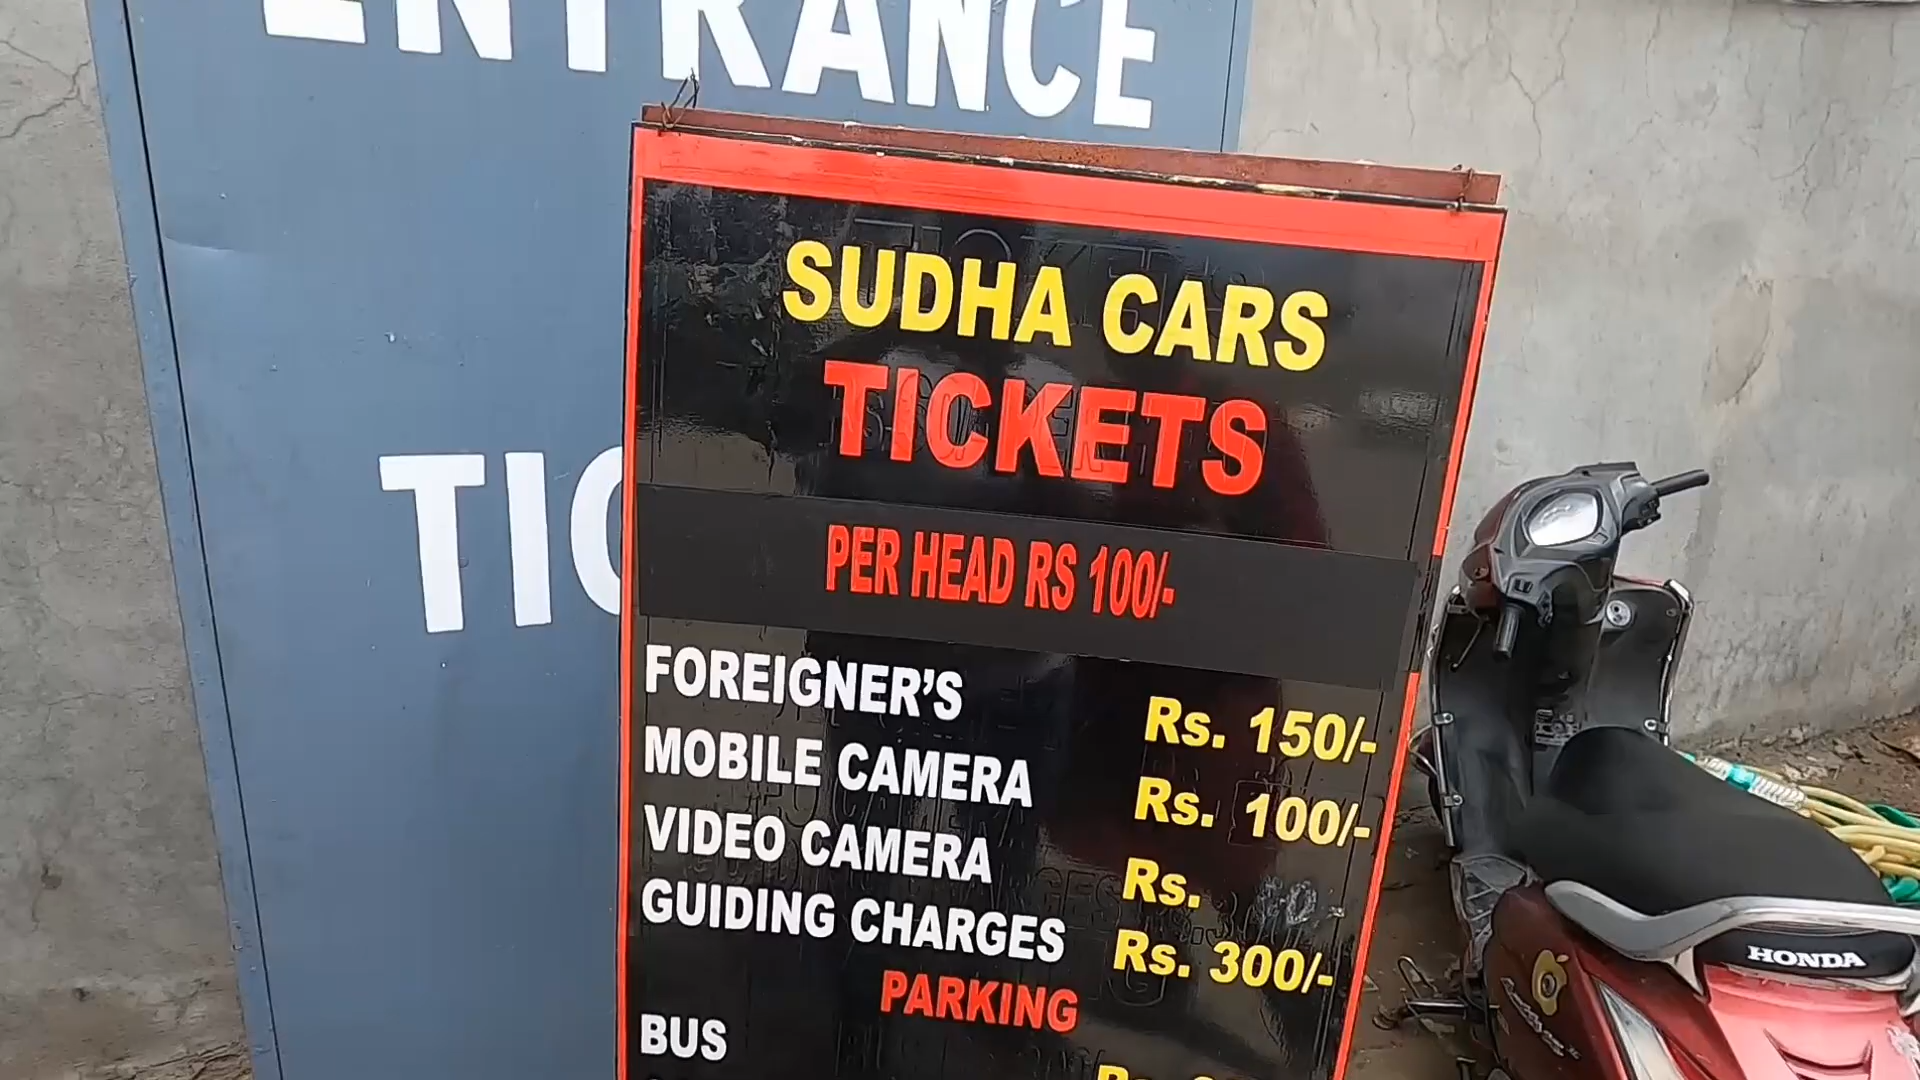 ENTRANCE
SUDHA CARS
TICKETS
PER HEAD RS 100/-
FOREIGNER'S Rs. 150/-
MOBILE CAMERA Rs. 100/-
VIDEO CAMERA Rs.
GUIDING CHARGES Rs. 300/-
PARKING
BUS Rs.
TIC
HONDA